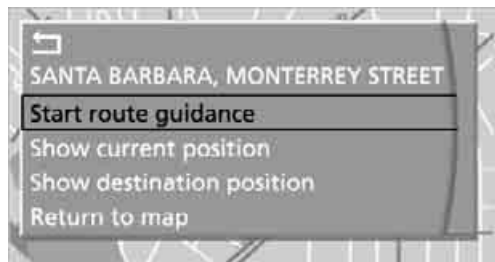 SANTA BARBARA, MONTERREY STREET
Start route guidance
Show current position
Show destination position
Return to map